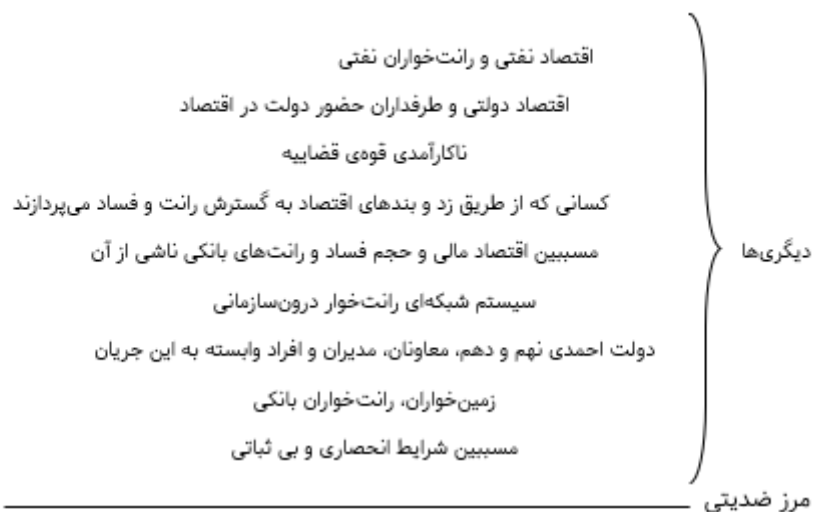 اقتصاد نفتی و رانت‌خواران نفتی
اقتصاد دولتی و طرفداران حضور دولت در اقتصاد
ناکارآمدی قوه‌ی قضاییه
کسانی که از طریق زد و بندهای اقتصاد به گسترش رانت و فساد می‌پردازند
مسببین اقتصاد مالی و حجم فساد و رانت‌های بانکی ناشی از آن
دیگری‌ها
سیستم شبکه‌ای رانت‌خوار درون‌سازمانی
دولت احمدی نهم و دهم، معاونان، مدیران و افراد وابسته به این جریان
زمین‌خواران، رانت‌خواران بانکی
مسببین شرایط انحصاری و بی ثباتی
مرز ضدیتی